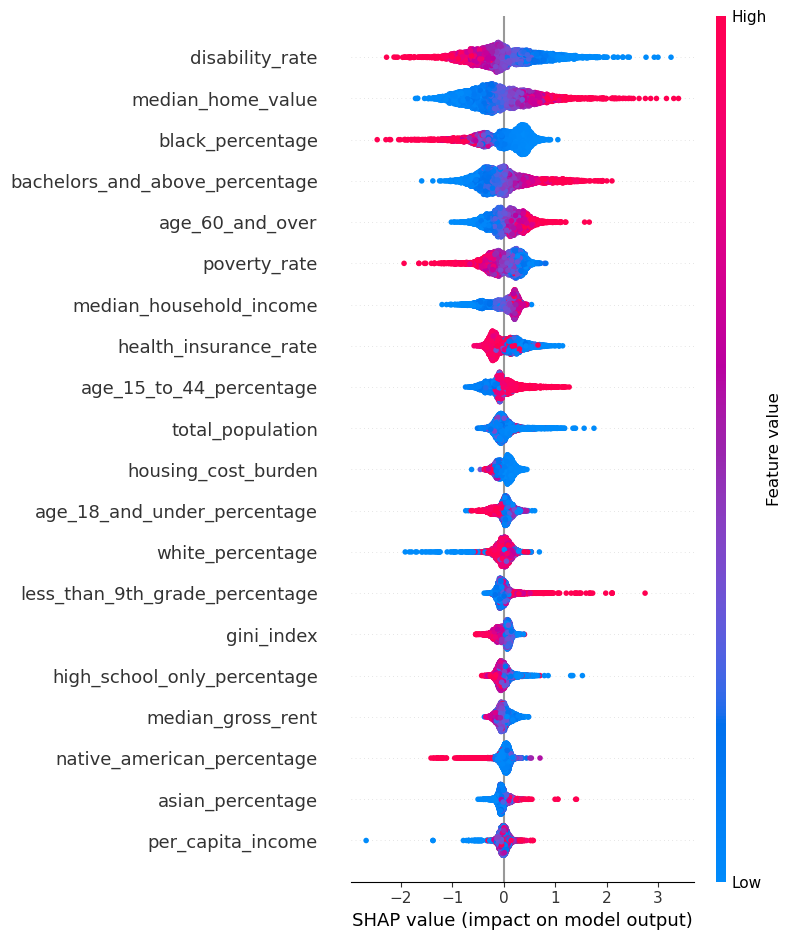 High
disability_rate
median_home_value
black_percentage
bachelors_and_above_percentage
age_60_and_over
poverty_rate
median_household_income
health_insurance_rate
age_15_to_44_percentage
total_population
housing_cost_burden
age_18_and_under_percentage
white_percentage
less_than_9th_grade_percentage
gini_index
high_school_only_percentage
median_gross_rent
native_american_percentage
asian_percentage
per_capita_income
Feature value
Low
−2 −1 0 1 2 3
SHAP value (impact on model output)